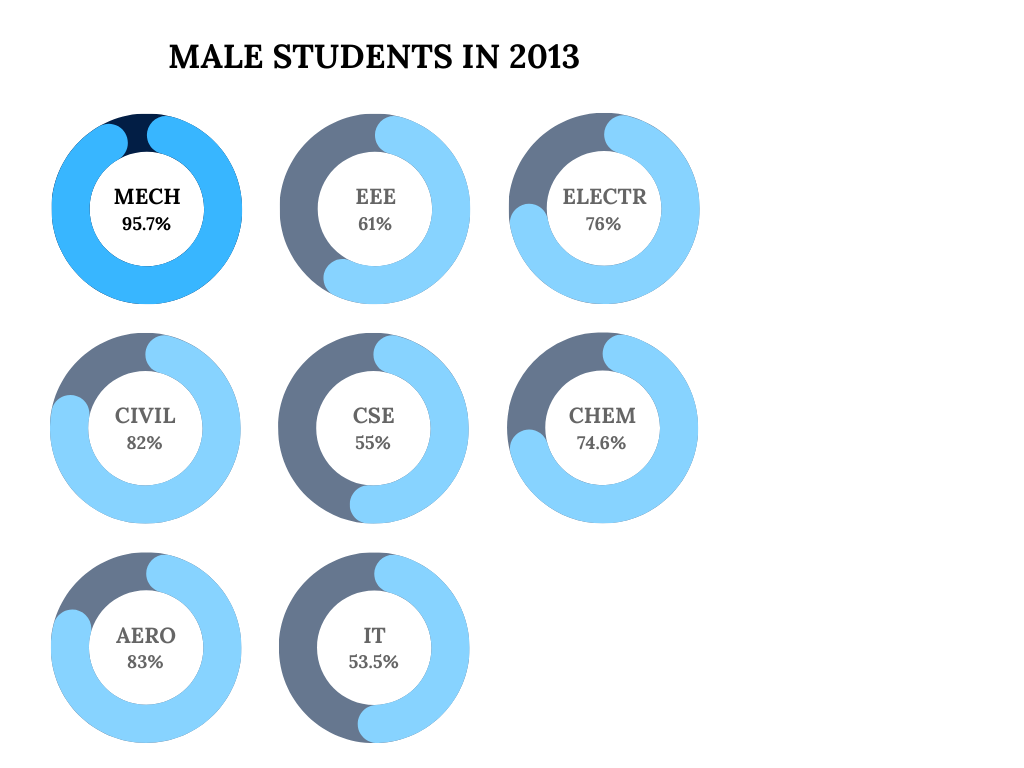 MALE STUDENTS IN 2013
MECH
95.7%
EEE
61%
ELECTR
76%
CIVIL
82%
CSE
55%
CHEM
74.6%
AERO
83%
IT
53.5%